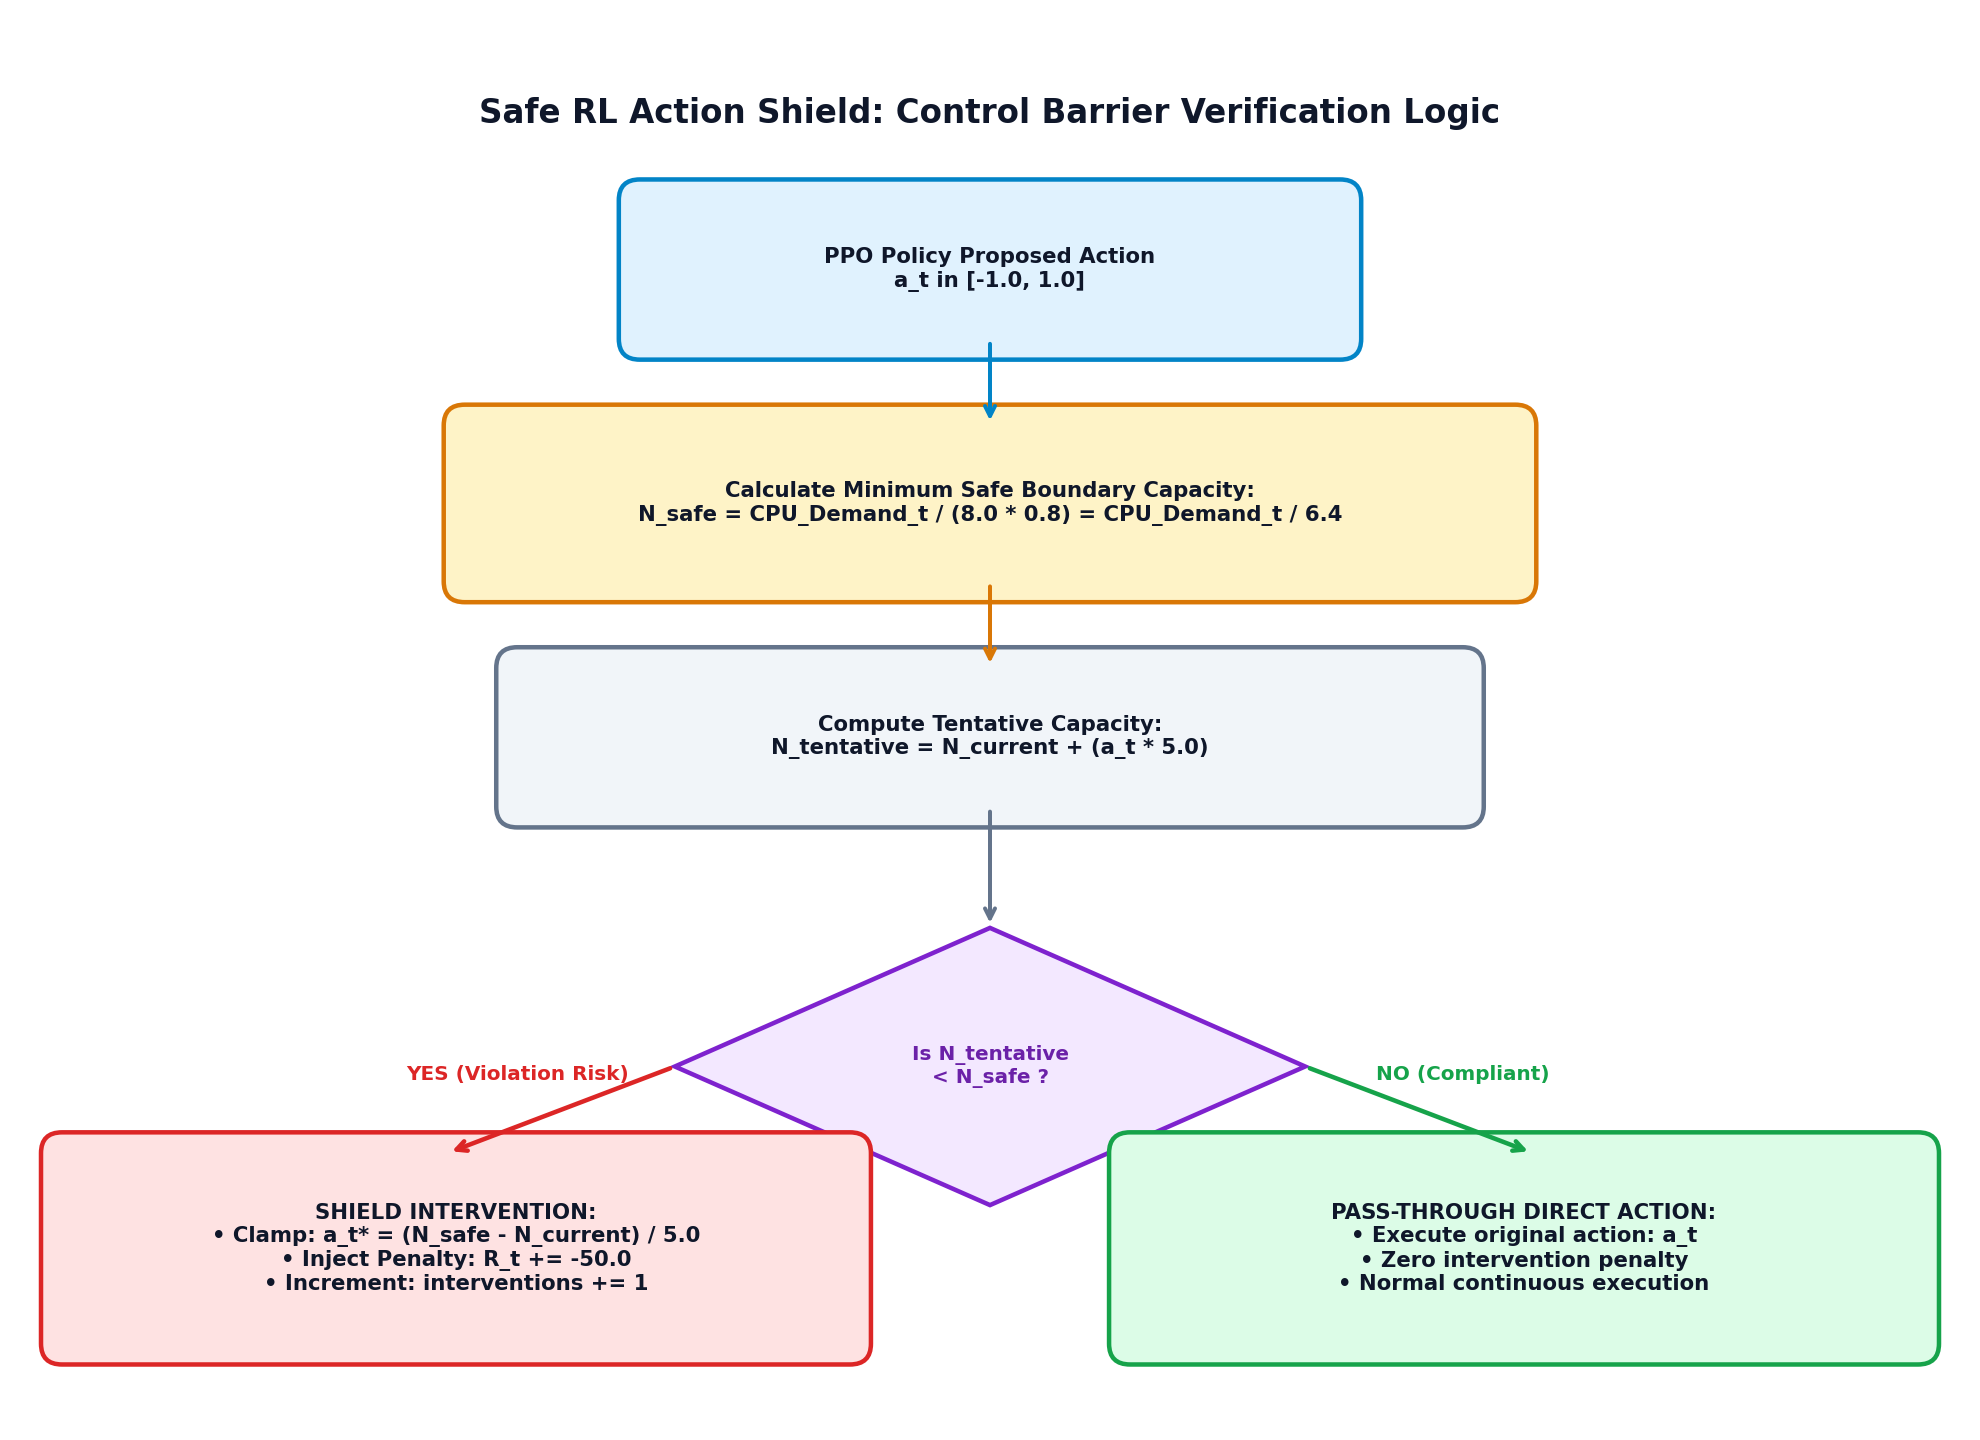 Safe RL Action Shield: Control Barrier Verification Logic
PPO Policy Proposed Action
a_t in [-1.0, 1.0]
Calculate Minimum Safe Boundary Capacity:
N_safe = CPU_Demand_t / (8.0 * 0.8) = CPU_Demand_t / 6.4
Compute Tentative Capacity:
N_tentative = N_current + (a_t * 5.0)
Is N_tentative
< N_safe ?
YES (Violation Risk)
NO (Compliant)
SHIELD INTERVENTION:
• Clamp: a_t* = (N_safe - N_current) / 5.0
• Inject Penalty: R_t += -50.0
• Increment: interventions += 1
PASS-THROUGH DIRECT ACTION:
• Execute original action: a_t
• Zero intervention penalty
• Normal continuous execution